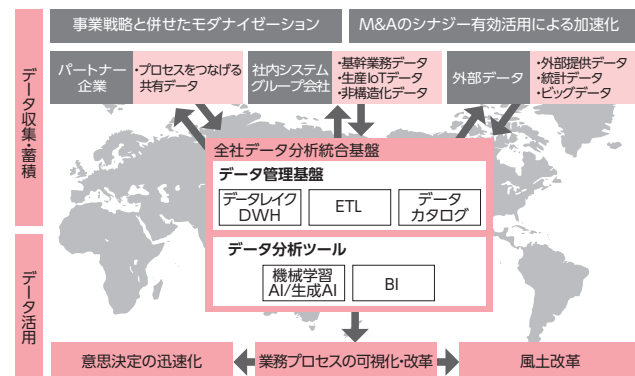 事業戦略と併せたモダナイゼーション
M&Aのシナジー有効活用による加速化
データ収集・蓄積
パートナー
企業
・プロセスをつなげる
共有データ
社内システム
グループ会社
・基幹業務データ
・生産IoTデータ
・非構造化データ
外部データ
・外部提供データ
・統計データ
・ビッグデータ
全社データ分析統合基盤
データ管理基盤
データレイク
DWH
ETL
データ
カタログ
データ分析ツール
機械学習
AI/生成AI
BI
データ活用
意思決定の迅速化
業務プロセスの可視化・改革
風土改革